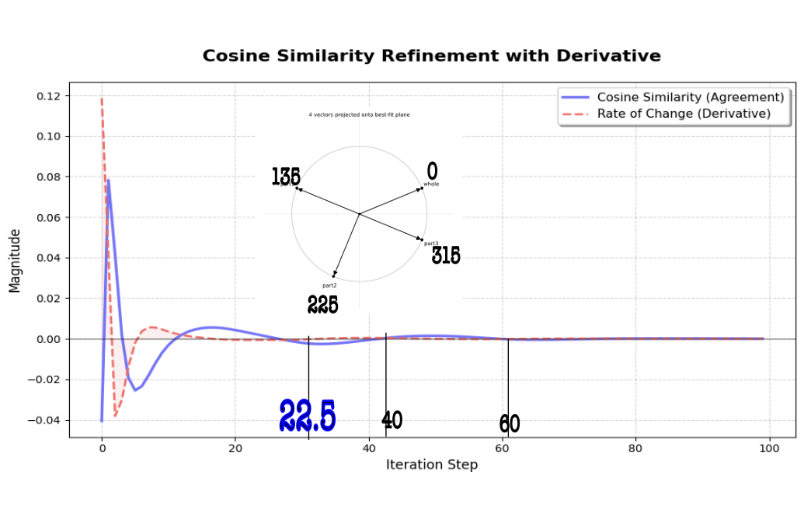 Cosine Similarity Refinement with Derivative
Cosine Similarity (Agreement)
Rate of Change (Derivative)
4 vectors projected onto best-fit plane
135
0
whole
part3
315
part2
225
Magnitude
0.12
0.10
0.08
0.06
0.04
0.02
0.00
−0.02
−0.04
22.5
40
60
0
20
40
60
80
100
Iteration Step